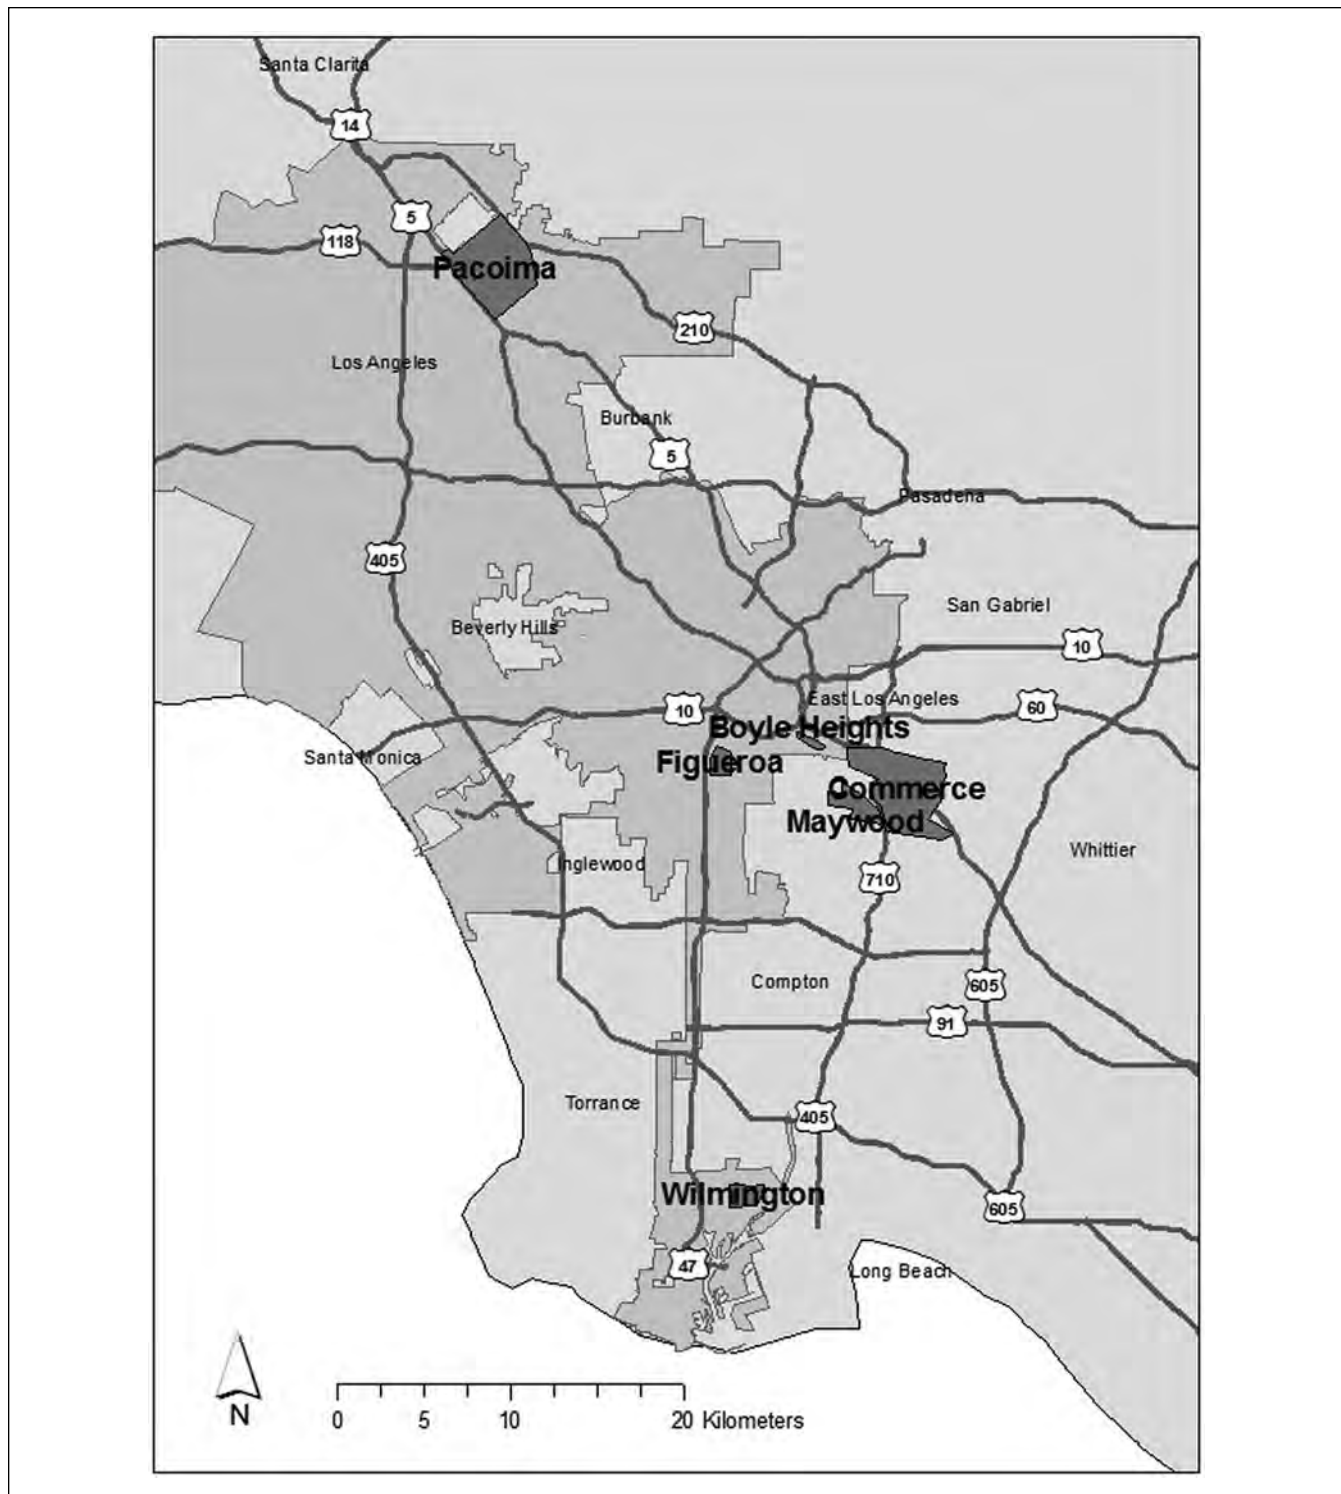 Santa Clarita
14
5
118
Pacoima
210
Los Angeles
Burbank
5
Pasadena
405
San Gabriel
Beverly Hills
10
East Los Angeles
10
60
Boyle Heights
Santa Monica
Figueroa
Commerce
Maywood
Whittier
Inglewood
710
Compton
605
91
Torrance
405
Wilmington
605
47
Long Beach
N
0 5 10 20 Kilometers